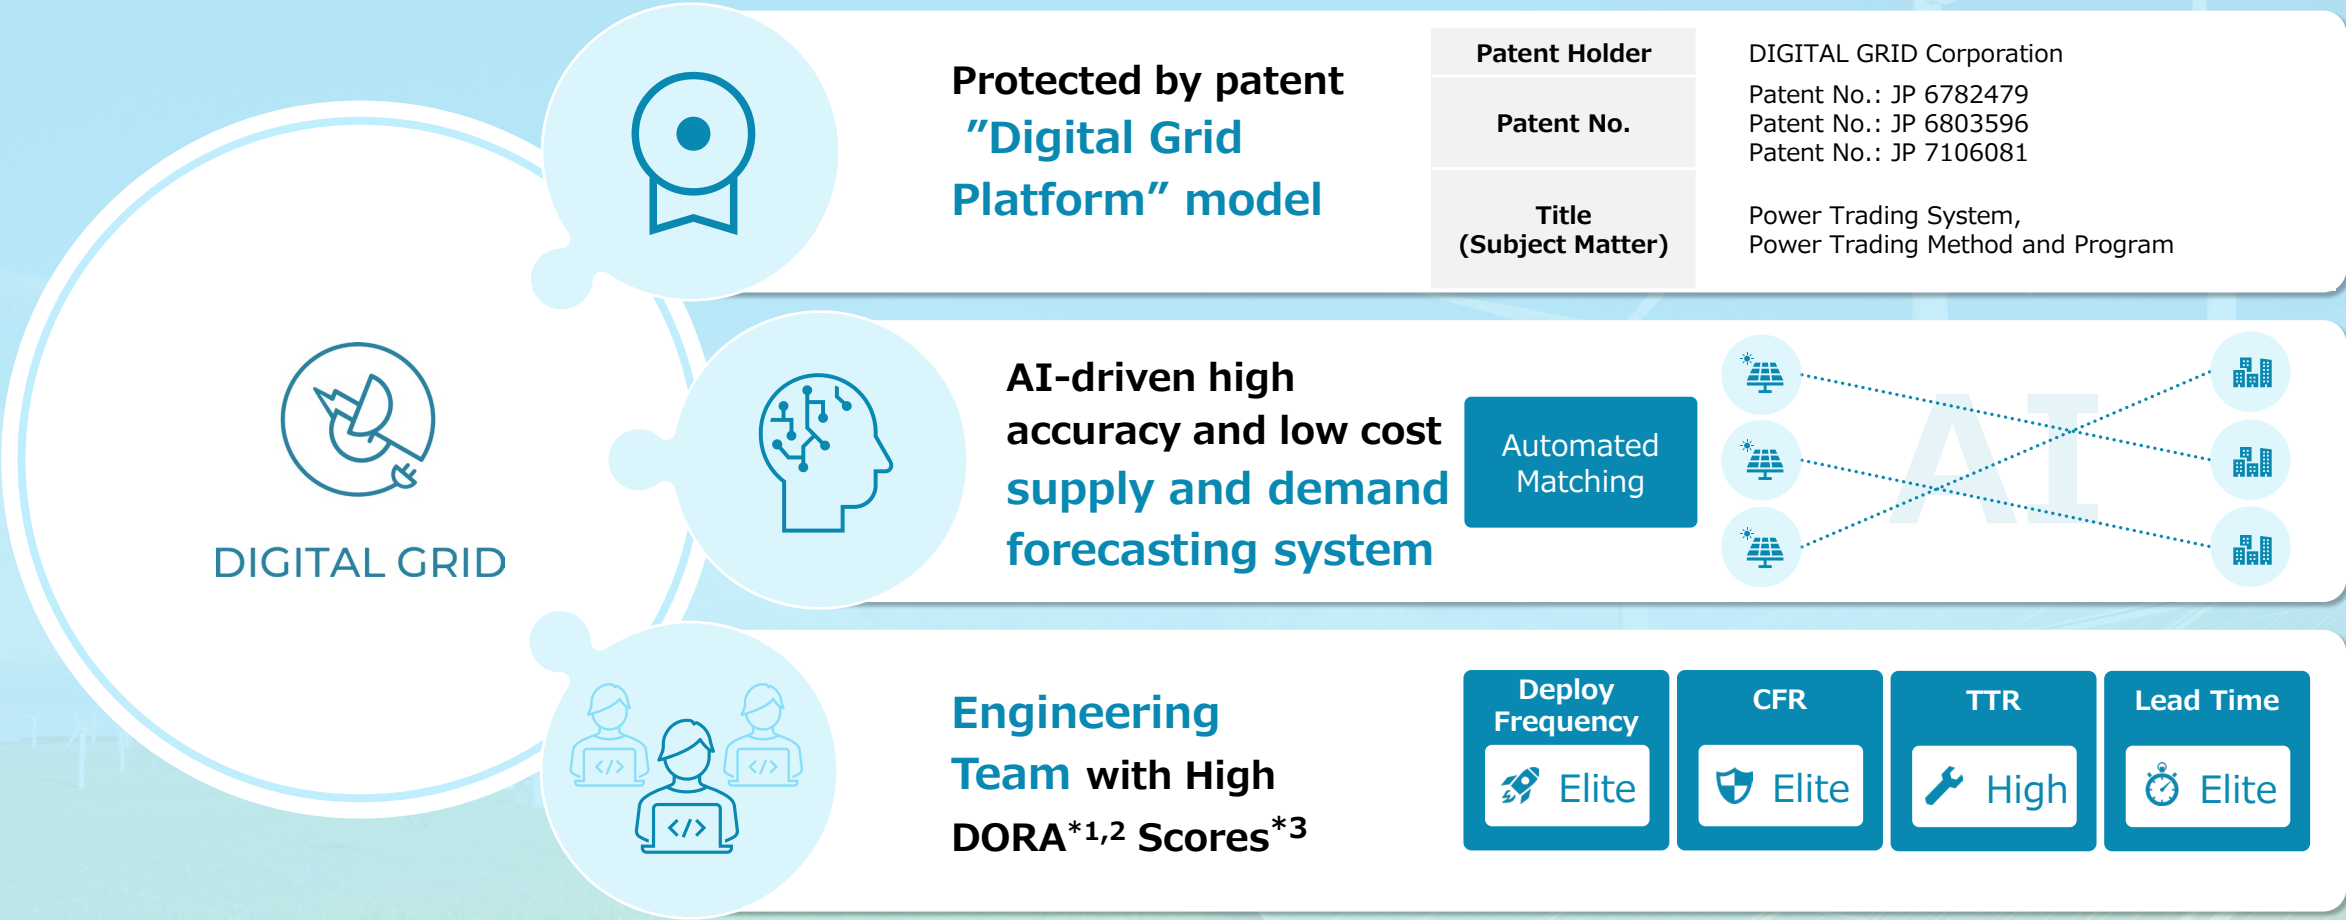 DIGITAL GRID
Protected by patent
”Digital Grid
Platform” model
Patent Holder
DIGITAL GRID Corporation
Patent No.
Patent No.: JP 6782479
Patent No.: JP 6803596
Patent No.: JP 7106081
Title
(Subject Matter)
Power Trading System,
Power Trading Method and Program
AI-driven high
accuracy and low cost
supply and demand
forecasting system
Automated
Matching
AI
Engineering
Team with High
DORA*1,2 Scores*3
Deploy
Frequency
Elite
CFR
Elite
TTR
High
Lead Time
Elite